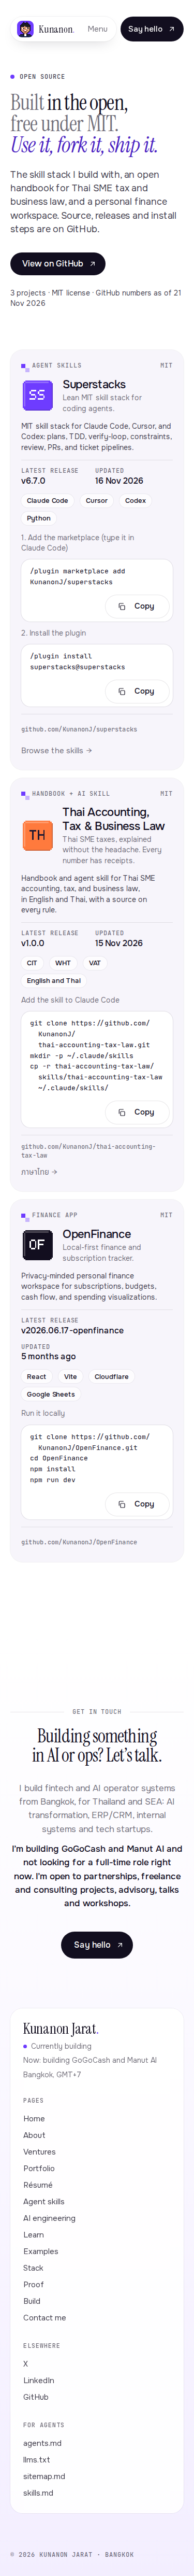 Kunanon.
Menu
Say hello
OPEN SOURCE
Built in the open,
free under MIT.
Use it, fork it, ship it.
The skill stack I build with, an open
handbook for Thai SME tax and
business law, and a personal finance
workspace. Source, releases and install
steps are on GitHub.
View on GitHub
3 projects · MIT license · GitHub numbers as of 21
Nov 2026
AGENT SKILLS
MIT
SS
Superstacks
Lean MIT skill stack for
coding agents.
MIT skill stack for Claude Code, Cursor, and
Codex: plans, TDD, verify-loop, constraints,
review, PRs, and ticket pipelines.
LATEST RELEASE
UPDATED
v6.7.0
16 Nov 2026
Claude Code
Cursor
Codex
Python
1. Add the marketplace (type it in
Claude Code)
/plugin marketplace add
KunanonJ/superstacks
Copy
2. Install the plugin
/plugin install
superstacks@superstacks
Copy
github.com/KunanonJ/superstacks
Browse the skills →
HANDBOOK + AI SKILL
MIT
TH
Thai Accounting,
Tax & Business Law
Thai SME taxes, explained
without the headache. Every
number has receipts.
Handbook and agent skill for Thai SME
accounting, tax, and business law,
in English and Thai, with a source on
every rule.
LATEST RELEASE
UPDATED
v1.0.0
15 Nov 2026
CIT
WHT
VAT
English and Thai
Add the skill to Claude Code
git clone https://github.com/
KunanonJ/
thai-accounting-tax-law.git
mkdir -p ~/.claude/skills
cp -r thai-accounting-tax-law/
skills/thai-accounting-tax-law
~/.claude/skills/
Copy
github.com/KunanonJ/thai-accounting-
tax-law
ภาษาไทย →
FINANCE APP
MIT
OF
OpenFinance
Local-first finance and
subscription tracker.
Privacy-minded personal finance
workspace for subscriptions, budgets,
cash flow, and spending visualizations.
LATEST RELEASE
v2026.06.17-openfinance
UPDATED
5 months ago
React
Vite
Cloudflare
Google Sheets
Run it locally
git clone https://github.com/
KunanonJ/OpenFinance.git
cd OpenFinance
npm install
npm run dev
Copy
github.com/KunanonJ/OpenFinance
GET IN TOUCH
Building something
in AI or ops? Let's talk.
I build fintech and AI operator systems
from Bangkok, for Thailand and SEA: AI
transformation, ERP/CRM, internal
systems and tech startups.
I'm building GoGoCash and Manut AI and
not looking for a full-time role right
now. I'm open to partnerships, freelance
and consulting projects, advisory, talks
and workshops.
Say hello
Kunanon Jarat.
Currently building
Now: building GoGoCash and Manut AI
Bangkok, GMT+7
PAGES
Home
About
Ventures
Portfolio
Résumé
Agent skills
AI engineering
Learn
Examples
Stack
Proof
Build
Contact me
ELSEWHERE
X
LinkedIn
GitHub
FOR AGENTS
agents.md
llms.txt
sitemap.md
skills.md
© 2026 KUNANON JARAT · BANGKOK